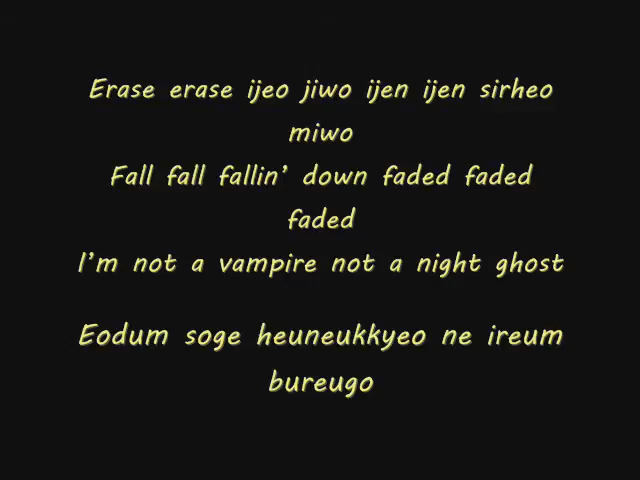 Erase erase ijeo jiwo ijen ijen sirheo
miwo
Fall fall fallin’ down faded faded
faded
I’m not a vampire not a night ghost
Eodum soge heuneukkyeo ne ireum
bureugo